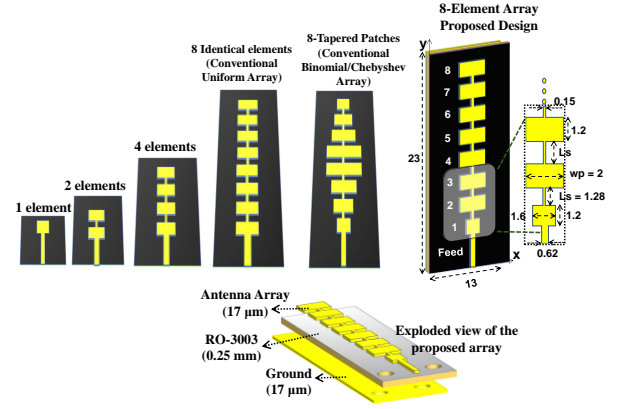 8-Element Array
Proposed Design
8 Identical elements
(Conventional
Uniform Array)
8-Tapered Patches
(Conventional
Binomial/Chebyshev
Array)
4 elements
2 elements
1 element
y
8
7
6
5
4
3
2
1
Feed
x
23
13
0.15
1.2
Ls
wp = 2
Ls = 1.28
1.6
1.2
0.62
Antenna Array
(17 μm)
RO-3003
(0.25 mm)
Ground
(17 μm)
Exploded view of the
proposed array